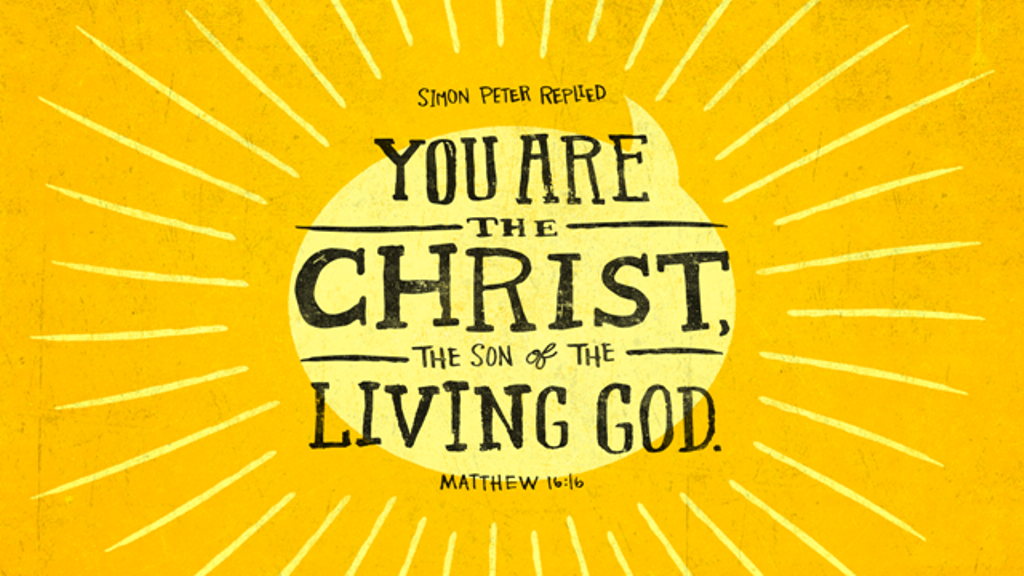 SIMON PETER REPLIED
YOU ARE
THE
CHRIST,
THE SON of THE
LIVING GOD.
MATTHEW 16:16